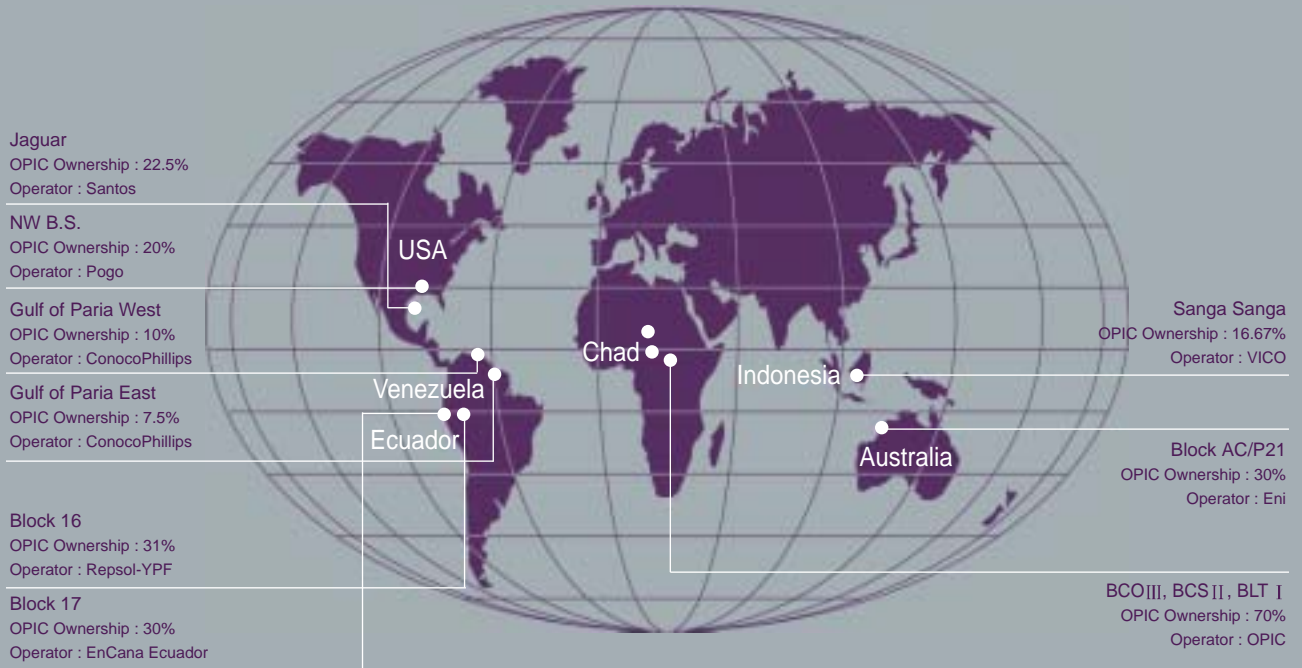 Jaguar
OPIC Ownership : 22.5%
Operator : Santos
NW B.S.
OPIC Ownership : 20%
Operator : Pogo
Gulf of Paria West
OPIC Ownership : 10%
Operator : ConocoPhillips
Gulf of Paria East
OPIC Ownership : 7.5%
Operator : ConocoPhillips
Block 16
OPIC Ownership : 31%
Operator : Repsol-YPF
Block 17
OPIC Ownership : 30%
Operator : EnCana Ecuador
USA
Venezuela
Ecuador
Chad
Indonesia
Australia
Sanga Sanga
OPIC Ownership : 16.67%
Operator : VICO
Block AC/P21
OPIC Ownership : 30%
Operator : Eni
BCOⅢ, BCSⅡ, BLT Ⅰ
OPIC Ownership : 70%
Operator : OPIC